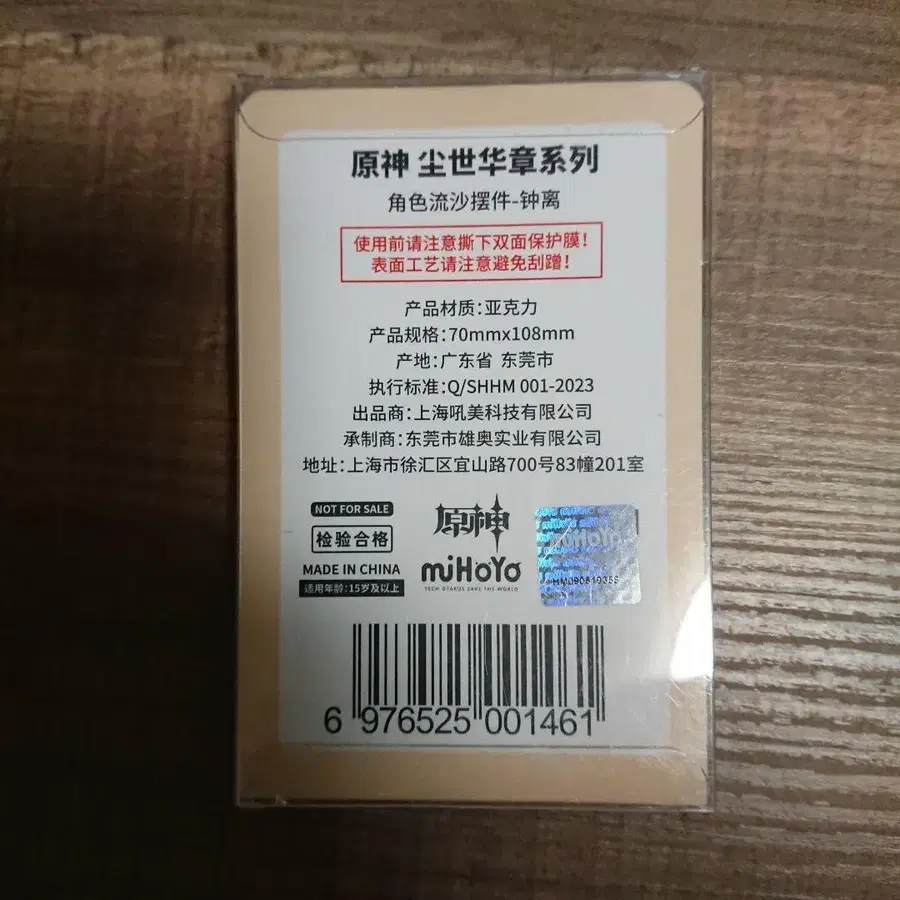 原神 尘世华章系列
角色流沙摆件-钟离
使用前请注意撕下双面保护膜！
表面工艺请注意避免刮蹭！
产品材质：亚克力
产品规格：70mmx108mm
产地：广东省 东莞市
执行标准：Q/SHHM 001-2023
出品商：上海吼美科技有限公司
承制商：东莞市雄奥实业有限公司
地址：上海市徐汇区宜山路700号83幢201室
NOT FOR SALE
检验合格
MADE IN CHINA
适用年龄：15岁及以上
原神
miHoYo
TECH OTAKUS SAVE THE WORLD
miHoYo
6 976525 001461